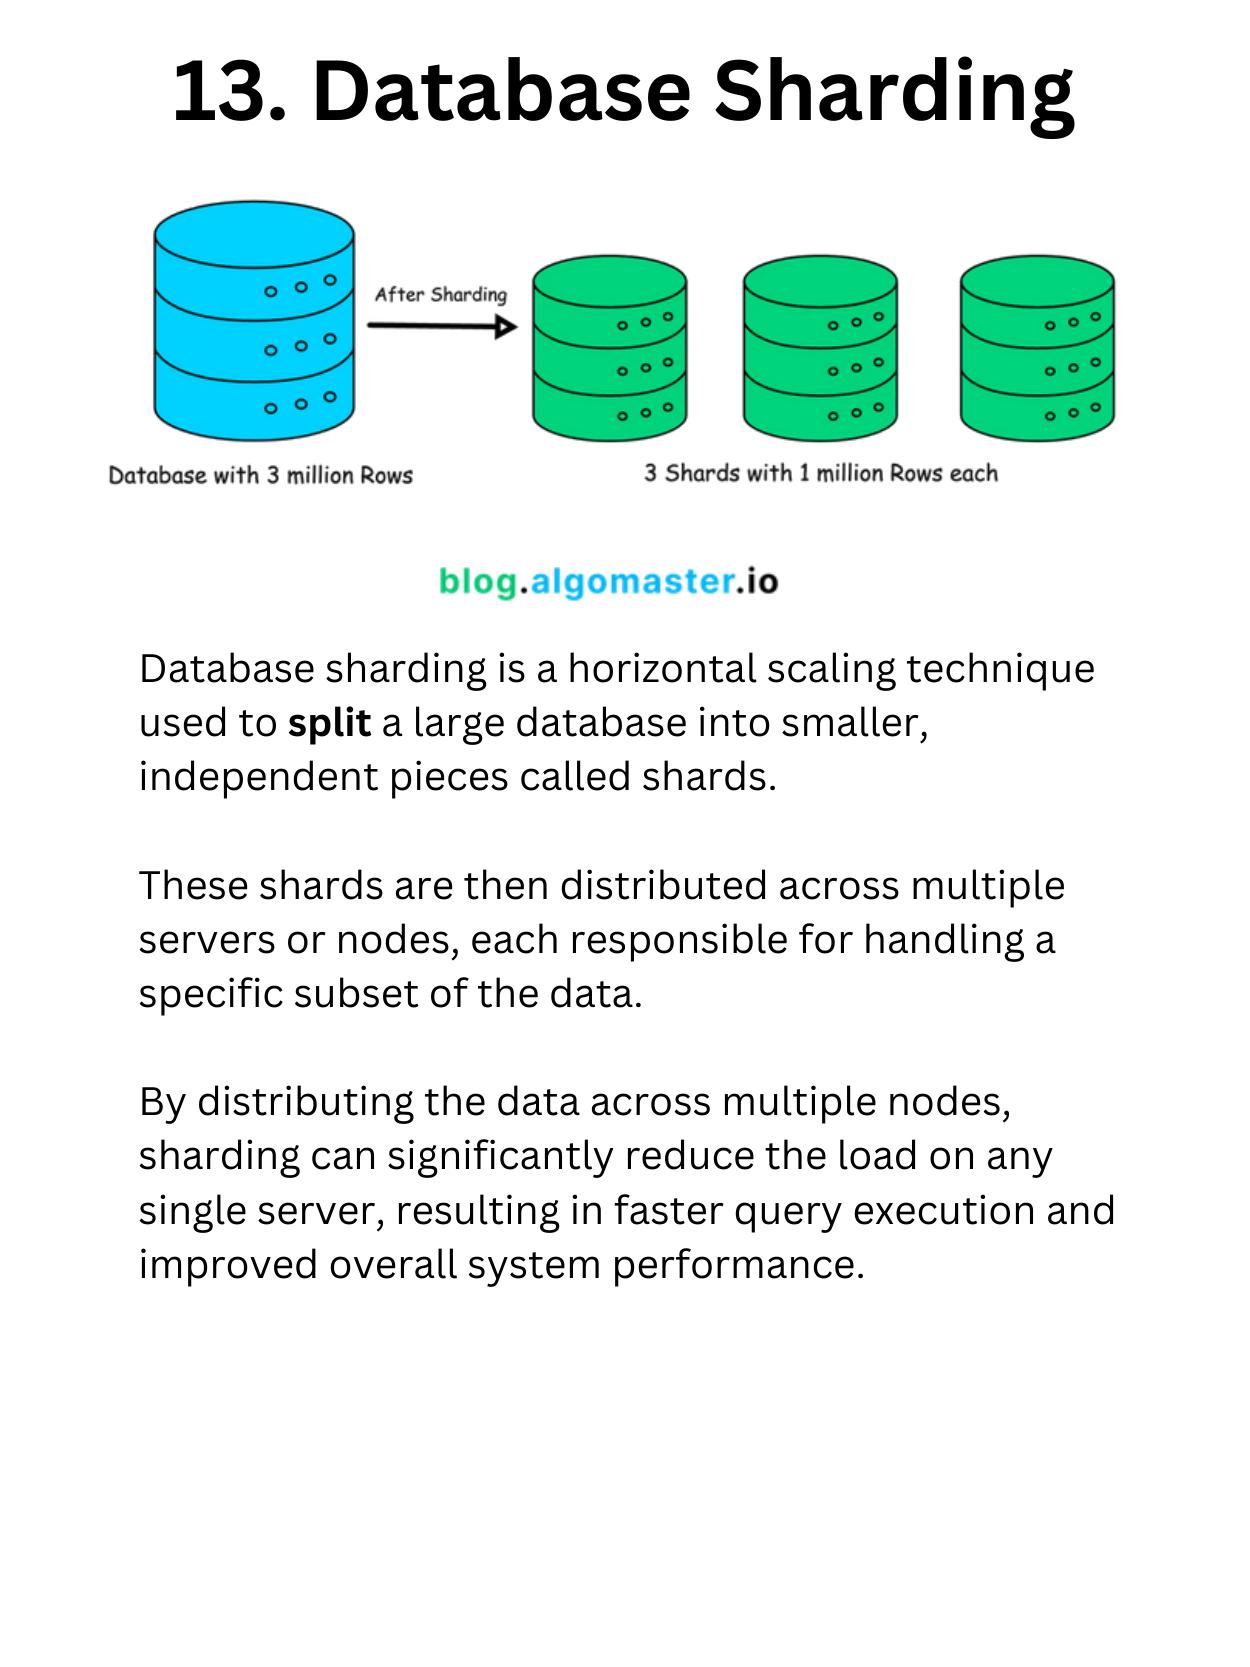 13. Database Sharding
After Sharding
Database with 3 million Rows
3 Shards with 1 million Rows each
blog.algomaster.io
Database sharding is a horizontal scaling technique
used to split a large database into smaller,
independent pieces called shards.
These shards are then distributed across multiple
servers or nodes, each responsible for handling a
specific subset of the data.
By distributing the data across multiple nodes,
sharding can significantly reduce the load on any
single server, resulting in faster query execution and
improved overall system performance.